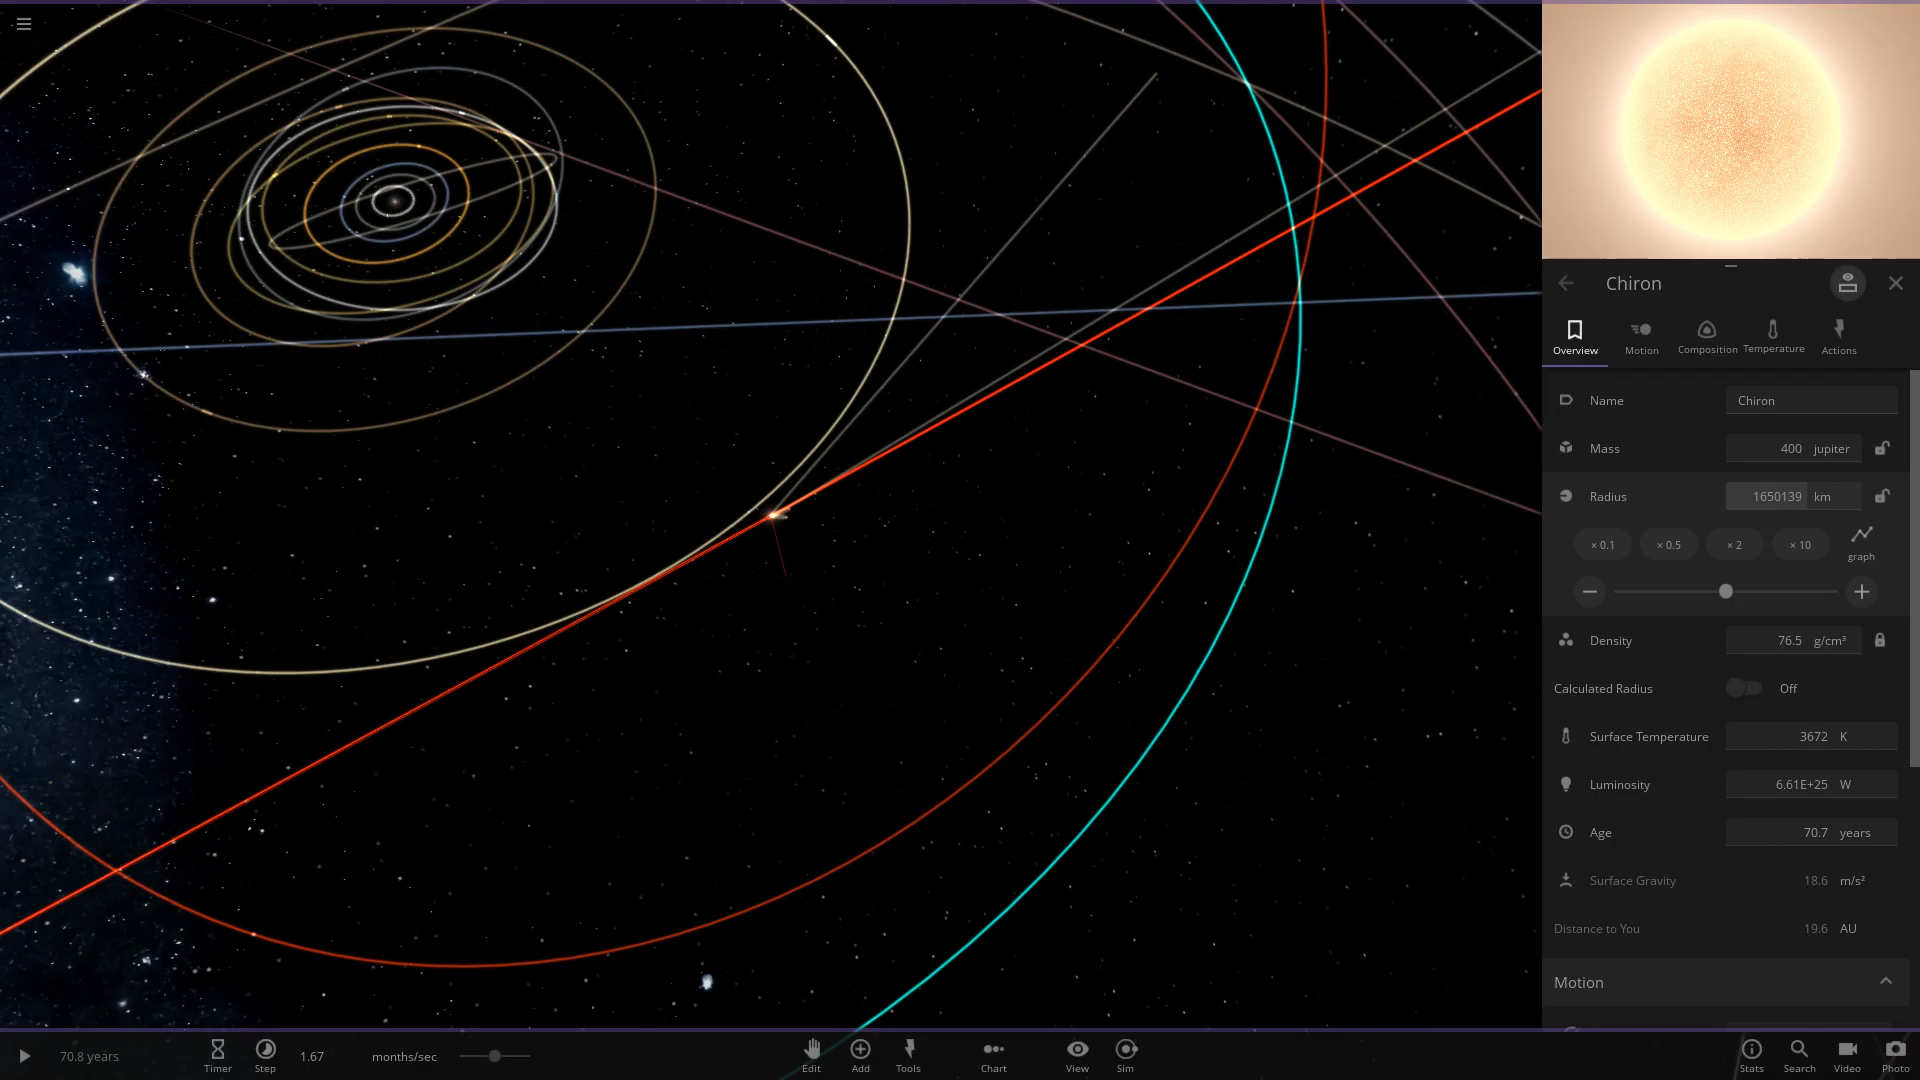 Chiron
Overview
Motion
Composition
Temperature
Actions
Name
Chiron
Mass
400 jupiter
Radius
1650139 km
× 0.1
× 0.5
× 2
× 10
graph
Density
76.5 g/cm³
Calculated Radius
Off
Surface Temperature
3672 K
Luminosity
6.61E+25 W
Age
70.7 years
Surface Gravity
18.6 m/s²
Distance to You
19.6 AU
Motion
70.8 years
Timer
Step
1.67 months/sec
Edit
Add
Tools
Chart
View
Sim
Stats
Search
Video
Photo